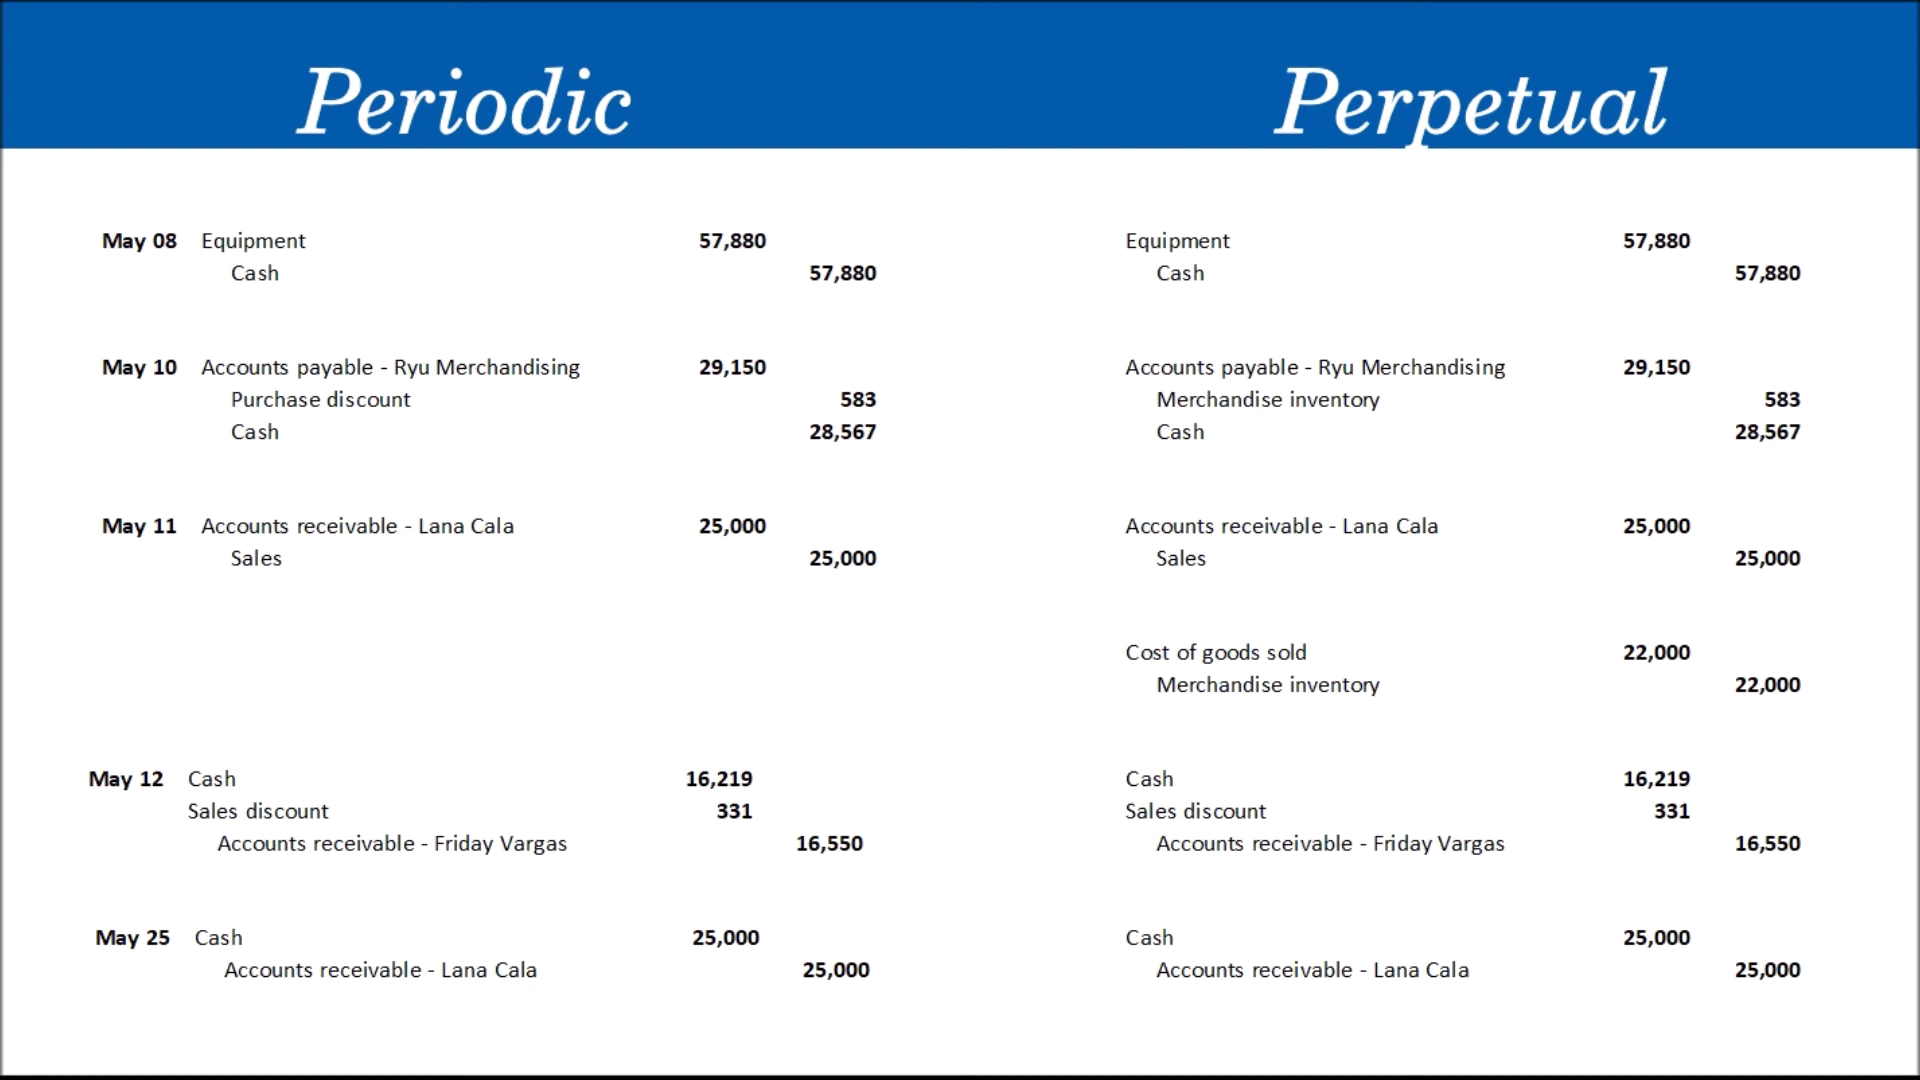 Periodic
Perpetual
May 08 Equipment 57,880
Cash 57,880
May 10 Accounts payable - Ryu Merchandising 29,150
Purchase discount 583
Cash 28,567
May 11 Accounts receivable - Lana Cala 25,000
Sales 25,000
May 12 Cash 16,219
Sales discount 331
Accounts receivable - Friday Vargas 16,550
May 25 Cash 25,000
Accounts receivable - Lana Cala 25,000
Equipment 57,880
Cash 57,880
Accounts payable - Ryu Merchandising 29,150
Merchandise inventory 583
Cash 28,567
Accounts receivable - Lana Cala 25,000
Sales 25,000
Cost of goods sold 22,000
Merchandise inventory 22,000
Cash 16,219
Sales discount 331
Accounts receivable - Friday Vargas 16,550
Cash 25,000
Accounts receivable - Lana Cala 25,000